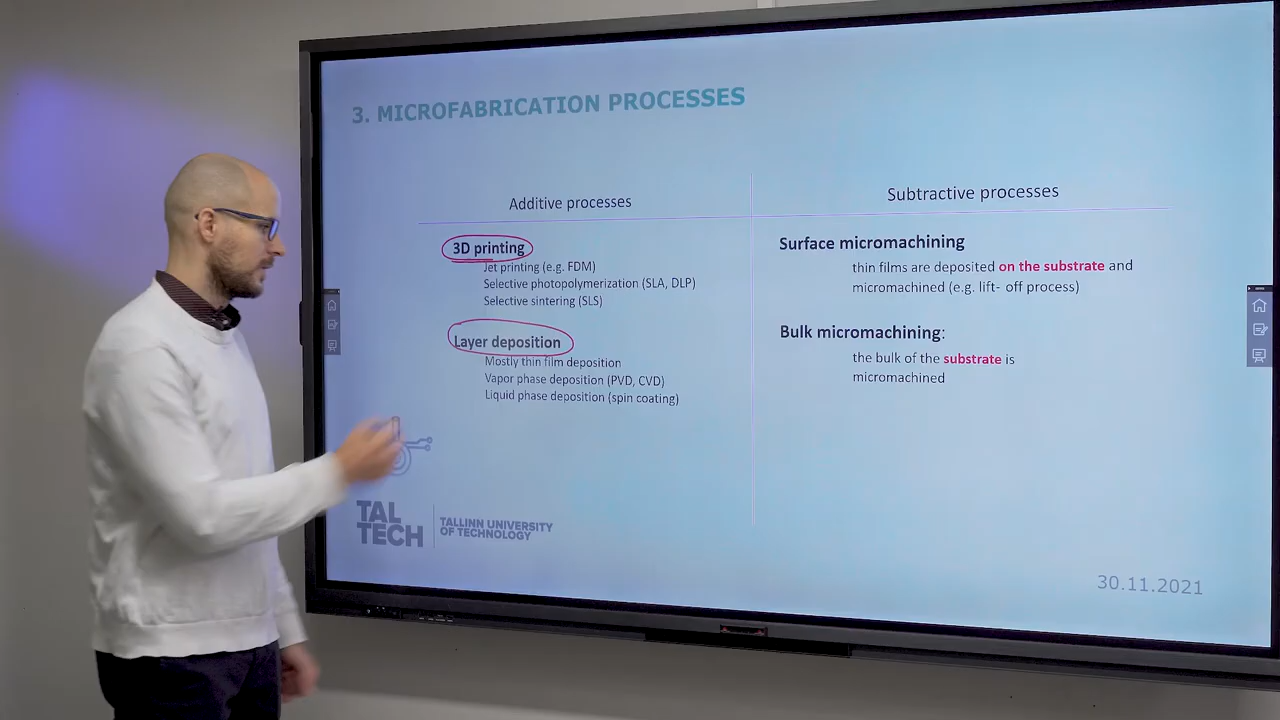 3. MICROFABRICATION PROCESSES
Additive processes
3D printing
Jet printing (e.g. FDM)
Selective photopolymerization (SLA, DLP)
Selective sintering (SLS)
Layer deposition
Mostly thin film deposition
Vapor phase deposition (PVD, CVD)
Liquid phase deposition (spin coating)
Subtractive processes
Surface micromachining
thin films are deposited on the substrate and
micromachined (e.g. lift- off process)
Bulk micromachining:
the bulk of the substrate is
micromachined
TAL
TECH
TALLINN UNIVERSITY
OF TECHNOLOGY
30.11.2021